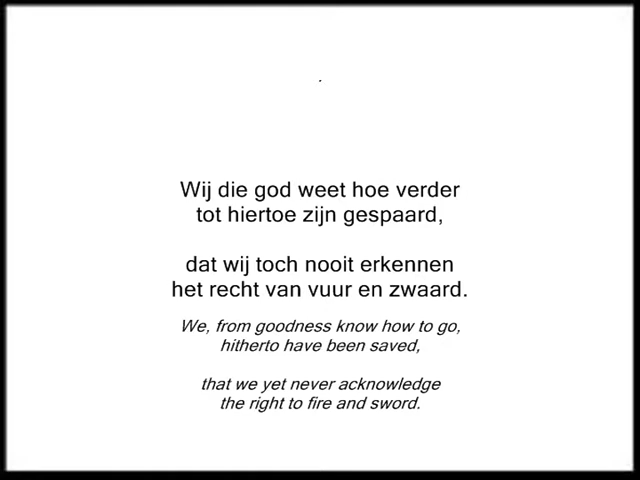 Wij die god weet hoe verder
tot hiertoe zijn gespaard,
dat wij toch nooit erkennen
het recht van vuur en zwaard.
We, from goodness know how to go,
hitherto have been saved,
that we yet never acknowledge
the right to fire and sword.